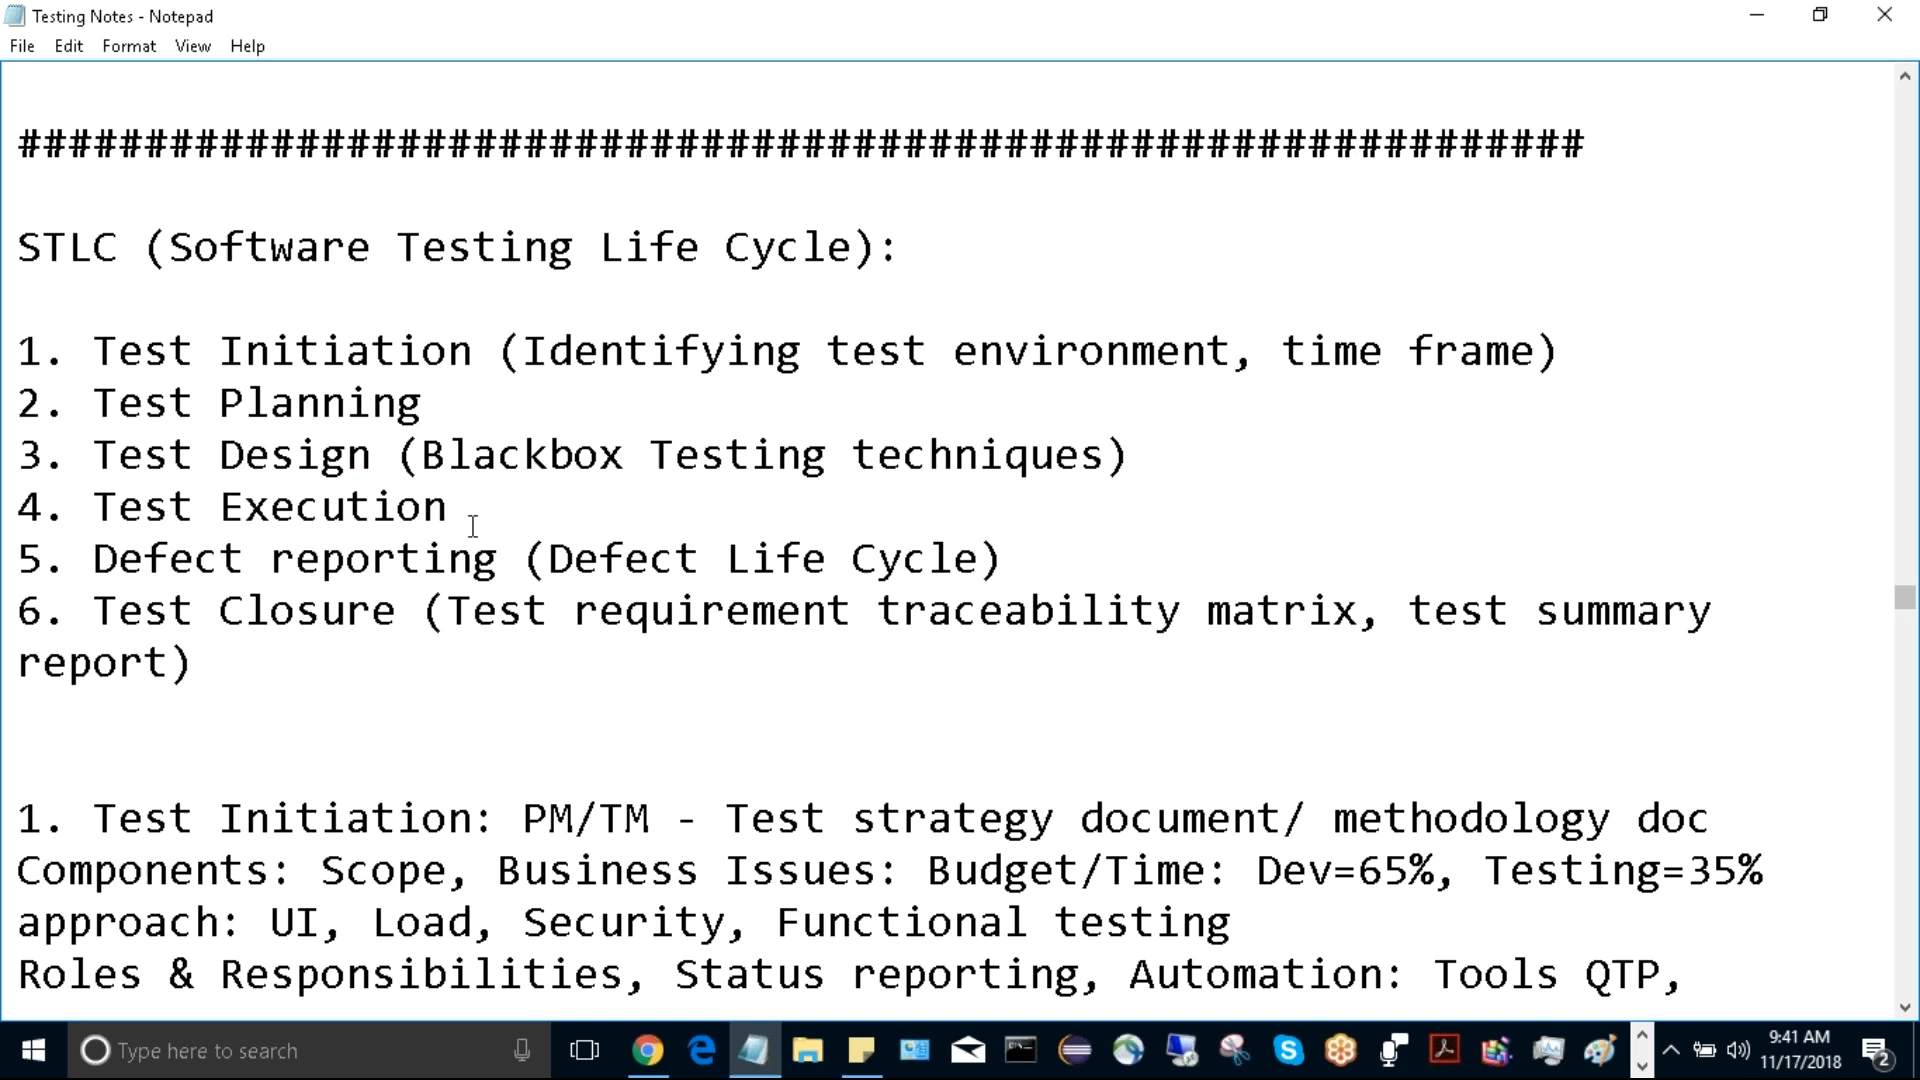 Testing Notes - Notepad
File Edit Format View Help
##############################################################
STLC (Software Testing Life Cycle):
1. Test Initiation (Identifying test environment, time frame)
2. Test Planning
3. Test Design (Blackbox Testing techniques)
4. Test Execution
5. Defect reporting (Defect Life Cycle)
6. Test Closure (Test requirement traceability matrix, test summary
report)
1. Test Initiation: PM/TM - Test strategy document/ methodology doc
Components: Scope, Business Issues: Budget/Time: Dev=65%, Testing=35%
approach: UI, Load, Security, Functional testing
Roles & Responsibilities, Status reporting, Automation: Tools QTP,
Type here to search
9:41 AM
11/17/2018
2